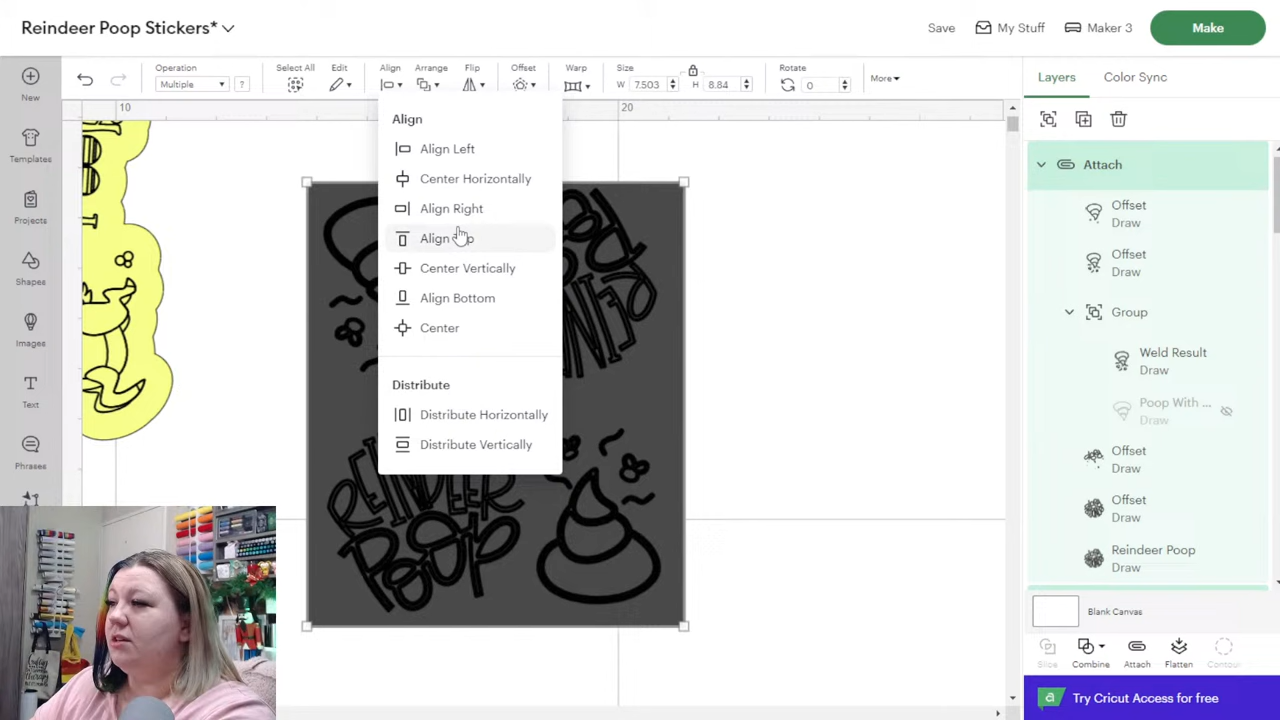 Reindeer Poop Stickers*
Save
My Stuff
Maker 3
Make
Operation
Multiple
?
Select All
Edit
Align
Arrange
Flip
Offset
Warp
Size
W 7.503
H 8.84
Rotate
0
More
Layers
Color Sync
New
Templates
Projects
Shapes
Images
Text
Phrases
10
20
Align
Align Left
Center Horizontally
Align Right
Align
Center Vertically
Align Bottom
Center
Distribute
Distribute Horizontally
Distribute Vertically
REINDEER
POOP
Attach
Offset
Draw
Offset
Draw
Group
Weld Result
Draw
Poop With ...
Draw
Offset
Draw
Offset
Draw
Reindeer Poop
Draw
Blank Canvas
Slice
Combine
Attach
Flatten
Contour
a
Try Cricut Access for free